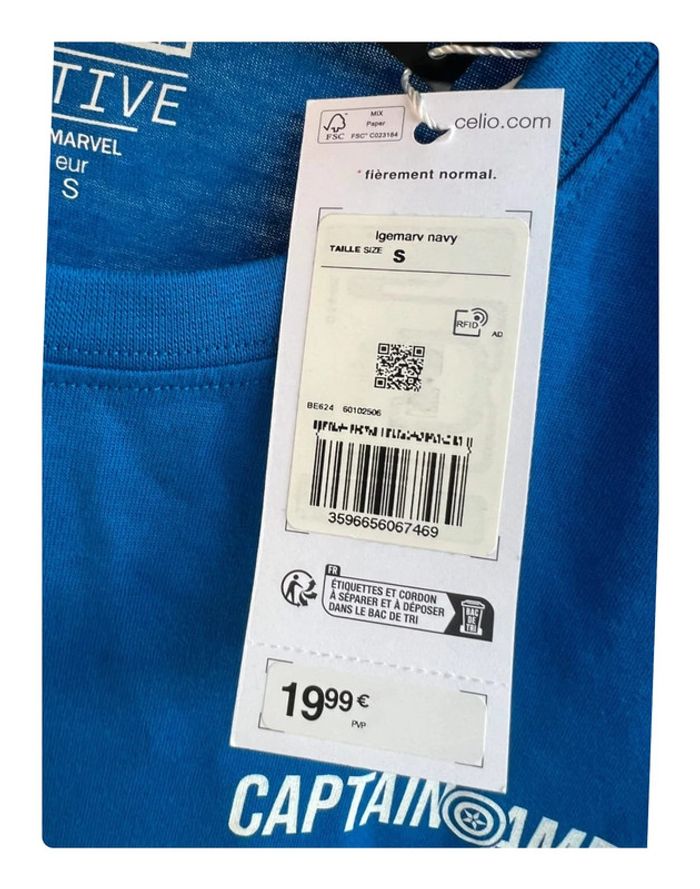 TIVE
MARVEL
eur
S
MIX
Paper
FSC
FSC® C023184
celio.com
*fièrement normal.
lgemarv navy
TAILLE SIZE S
RFID
AD
BE624 60102506
3596656067469
FR
ÉTIQUETTES ET CORDON
À SÉPARER ET À DÉPOSER
DANS LE BAC DE TRI
BAC
DE
TRI
19⁹⁹ €
PVP
CAPTAIN AME